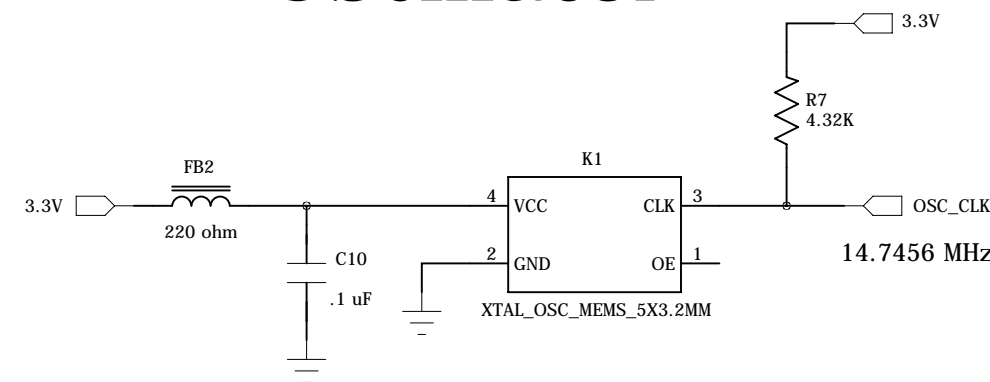 3.3V
R7
4.32K
K1
FB2
4
VCC
CLK
3
3.3V
OSC_CLK
220 ohm
14.7456 MHz
2
GND
OE
1
C10
.1 uF
XTAL_OSC_MEMS_5X3.2MM